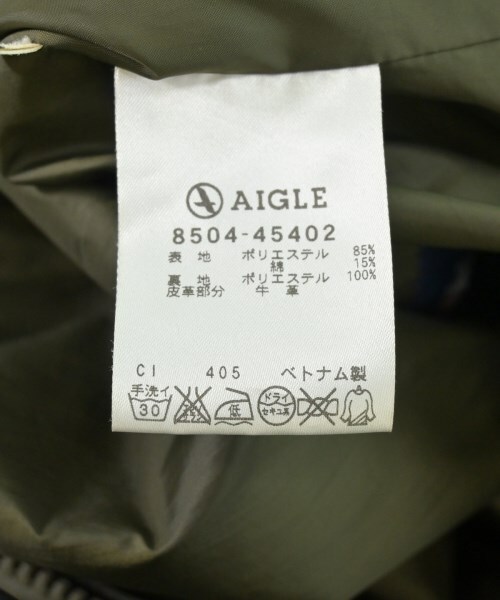 AIGLE
8504-45402
表 地 ポリエステル 85%
綿 15%
裏 地 ポリエステル 100%
皮革部分 牛 革
CI 405 ベトナム製
手洗イ
30 低 ドライ
セキユ系